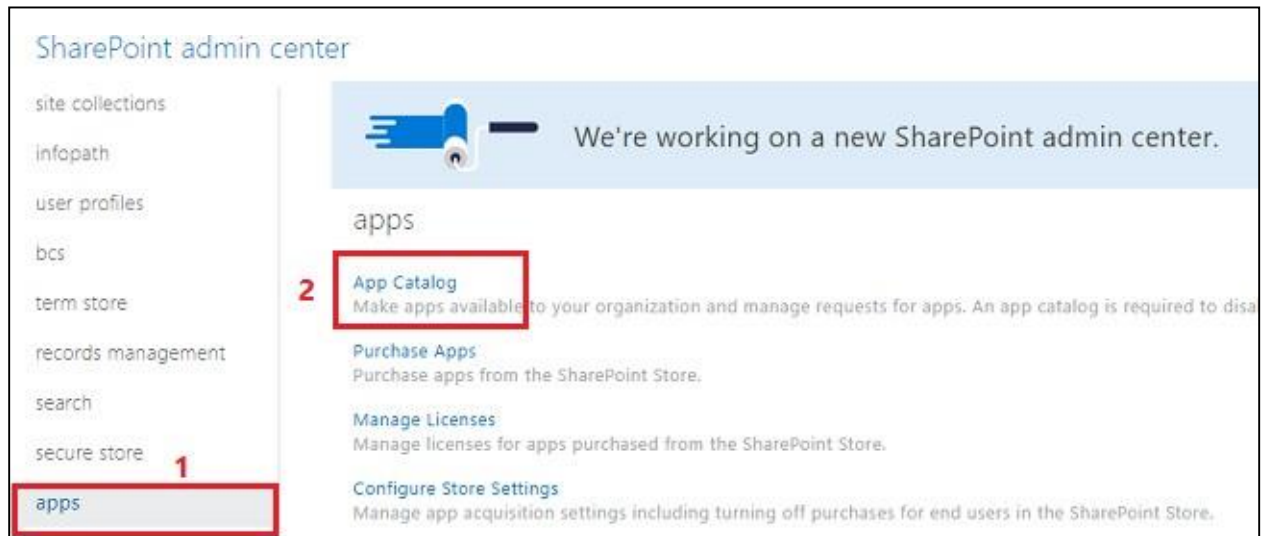 SharePoint admin center
site collections
infopath
user profiles
bcs
term store
records management
search
secure store
1
apps
We're working on a new SharePoint admin center.
apps
2
App Catalog
Make apps available to your organization and manage requests for apps. An app catalog is required to disa
Purchase Apps
Purchase apps from the SharePoint Store.
Manage Licenses
Manage licenses for apps purchased from the SharePoint Store.
Configure Store Settings
Manage app acquisition settings including turning off purchases for end users in the SharePoint Store.